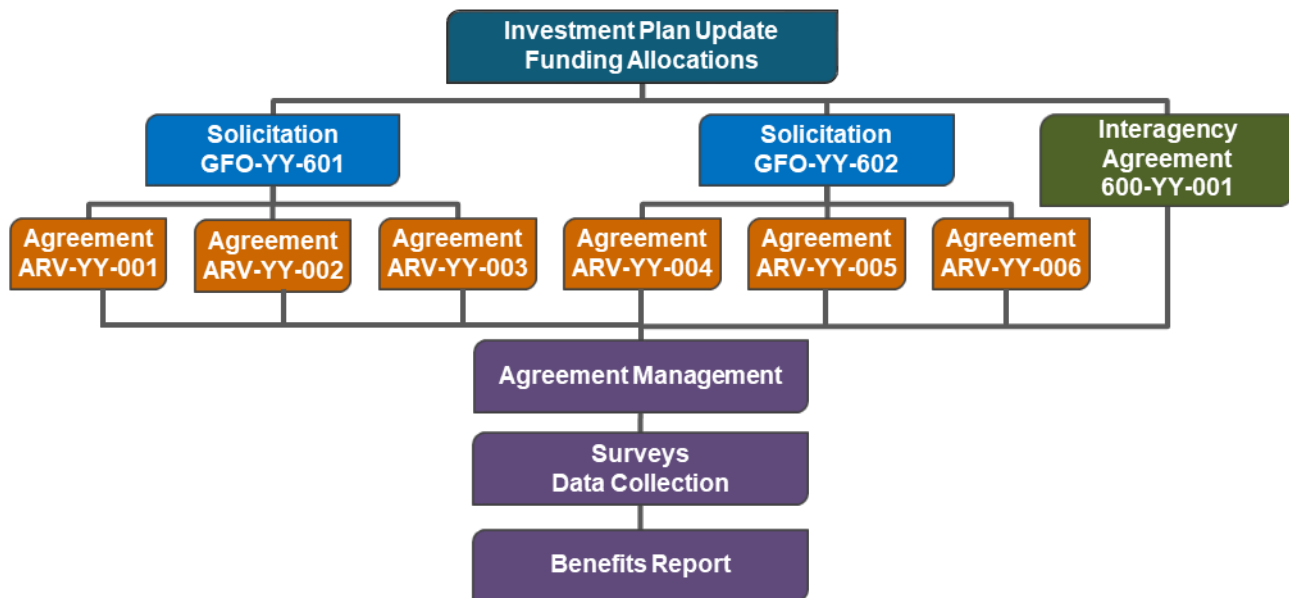 Investment Plan Update
Funding Allocations
Solicitation
GFO-YY-601
Solicitation
GFO-YY-602
Interagency
Agreement
600-YY-001
Agreement
ARV-YY-001
Agreement
ARV-YY-002
Agreement
ARV-YY-003
Agreement
ARV-YY-004
Agreement
ARV-YY-005
Agreement
ARV-YY-006
Agreement Management
Surveys
Data Collection
Benefits Report